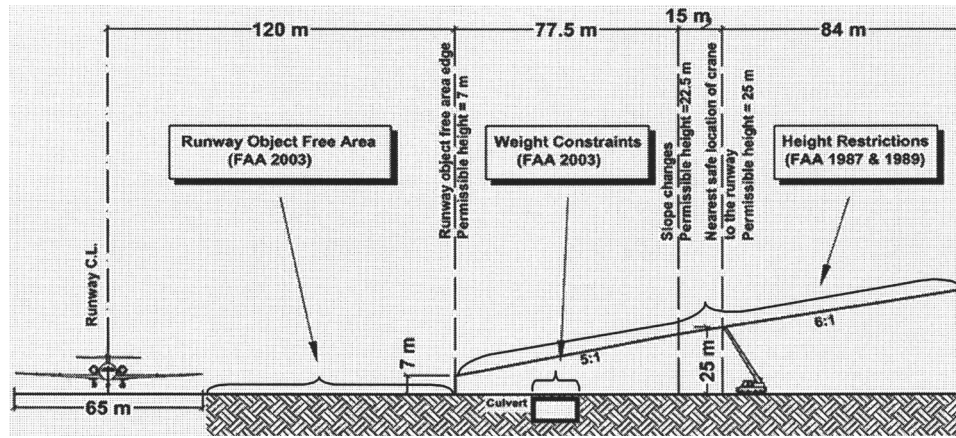 120 m
77.5 m
15 m
84 m
Runway C.L.
Runway object free area edge
Permissible height = 7 m
Slope changes
Permissible height =22.5 m
Nearest safe location of crane
to the runway
Permissible height = 25 m
Runway Object Free Area
(FAA 2003)
Weight Constraints
(FAA 2003)
Height Restrictions
(FAA 1987 & 1989)
7 m
5:1
25 m
6:1
65 m
Culvert